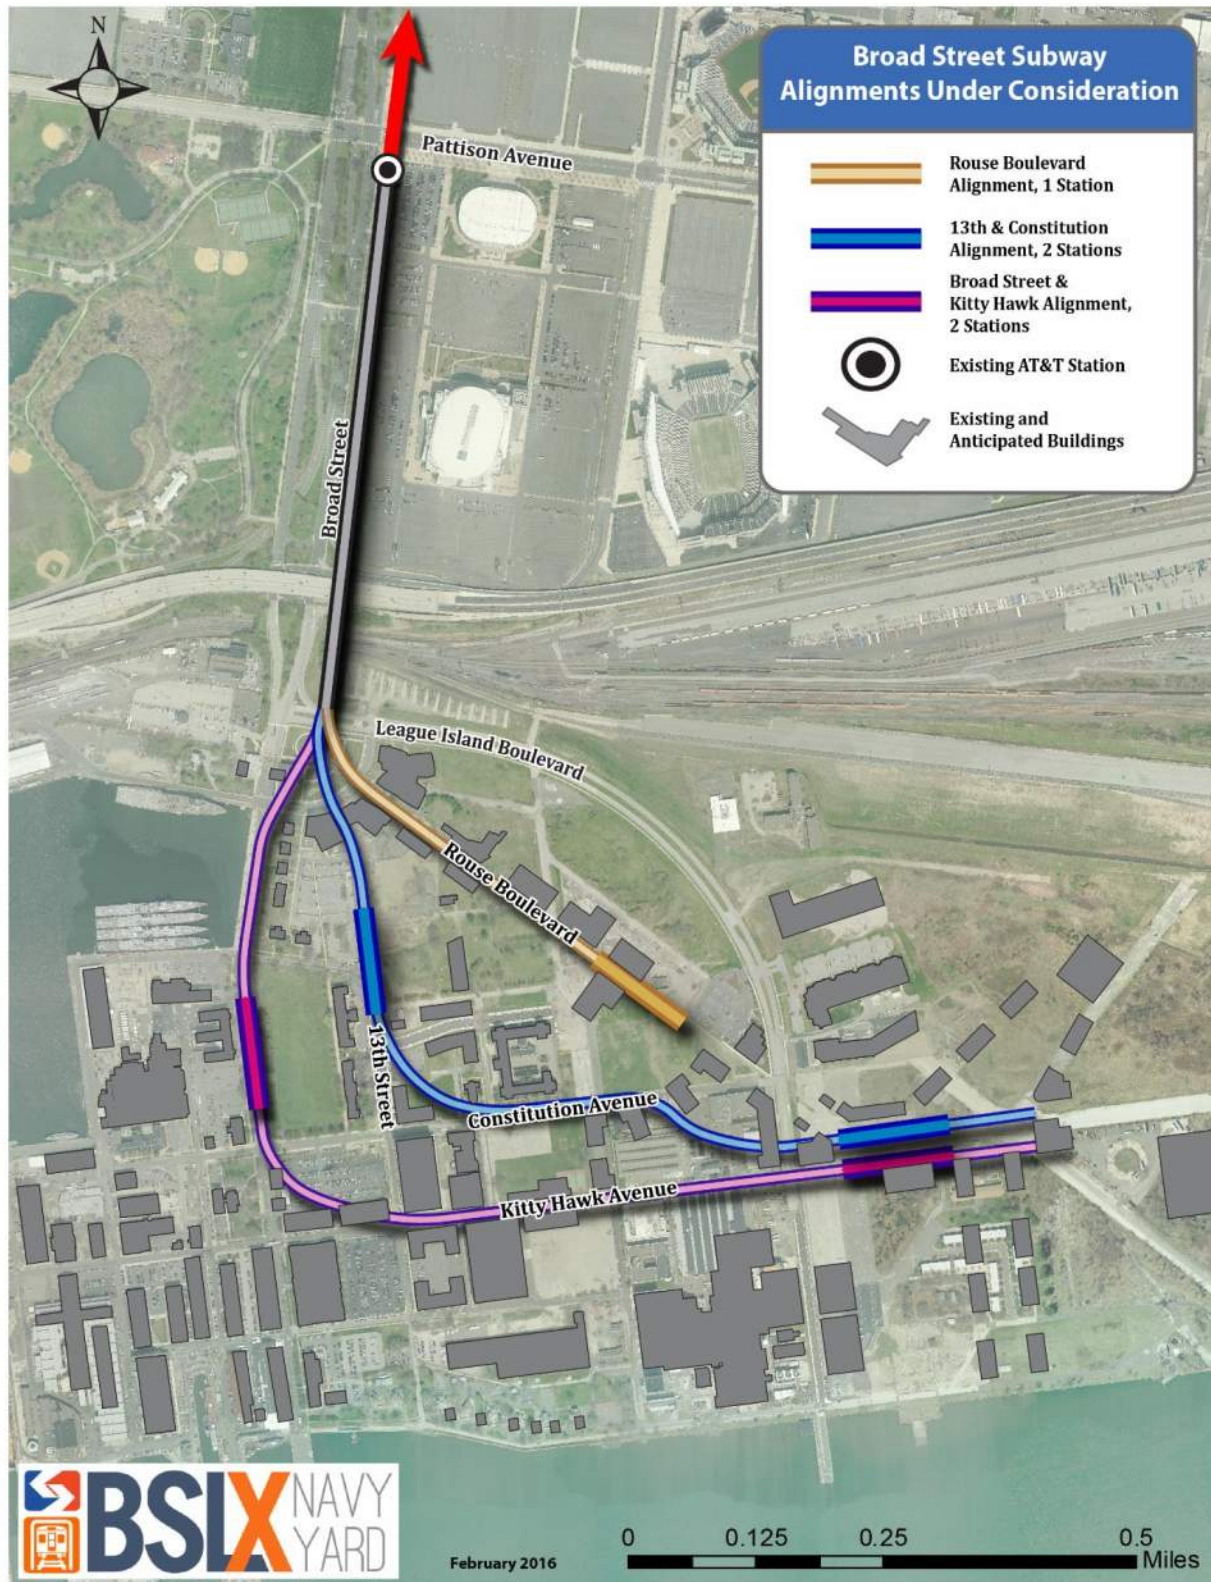 N
Broad Street Subway
Alignments Under Consideration
Rouse Boulevard
Alignment, 1 Station
13th & Constitution
Alignment, 2 Stations
Broad Street &
Kitty Hawk Alignment,
2 Stations
Existing AT&T Station
Existing and
Anticipated Buildings
Pattison Avenue
Broad Street
League Island Boulevard
Rouse Boulevard
13th Street
Constitution Avenue
Kitty Hawk Avenue
BSLX NAVY
YARD
February 2016
0 0.125 0.25 0.5
Miles